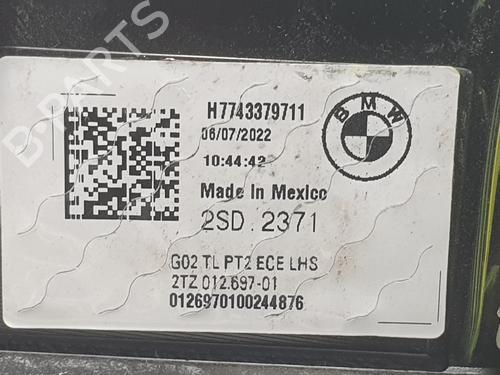 H7743379711
06/07/2022
10:44:42
BMW
Made In Mexico
2SD.2371
G02 TL PT2 ECE LHS
2TZ 012.697-01
0126970100244876
B-PARTS